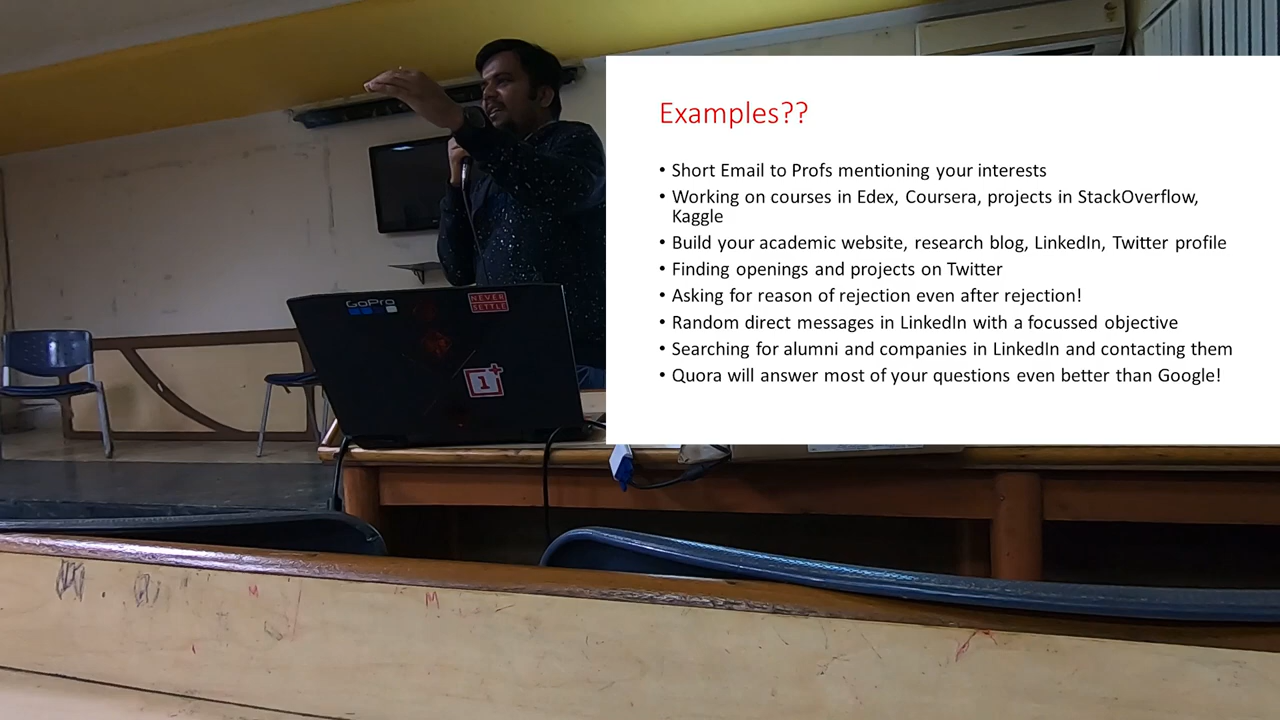 Examples??
• Short Email to Profs mentioning your interests
• Working on courses in Edex, Coursera, projects in StackOverflow,
Kaggle
• Build your academic website, research blog, LinkedIn, Twitter profile
• Finding openings and projects on Twitter
• Asking for reason of rejection even after rejection!
• Random direct messages in LinkedIn with a focussed objective
• Searching for alumni and companies in LinkedIn and contacting them
• Quora will answer most of your questions even better than Google!
GoPro
NEVER
SETTLE
1+
M
M